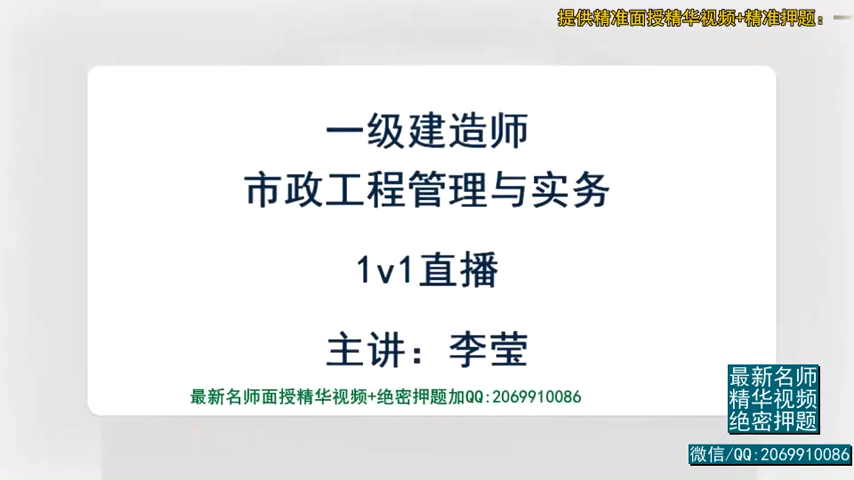 提供精准面授精华视频+精准押题：
一级建造师
市政工程管理与实务
1v1直播
主讲：李莹
最新名师面授精华视频+绝密押题加QQ:2069910086
最新名师
精华视频
绝密押题
微信/QQ:2069910086